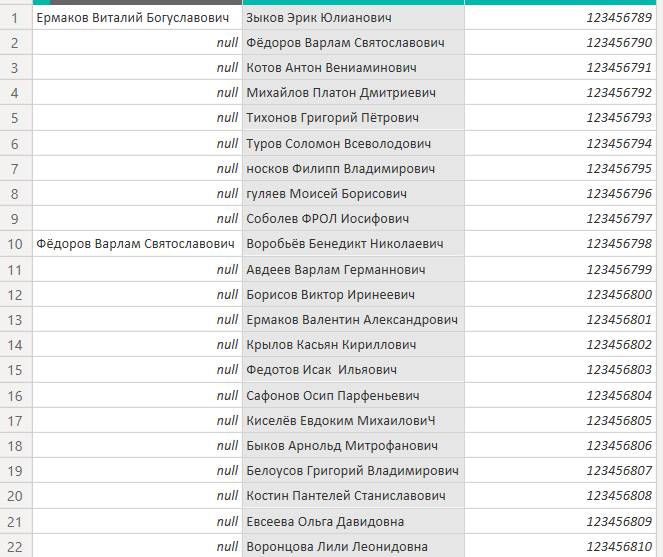 1 Ермаков Виталий Богуславович Зыков Эрик Юлианович 123456789
2 null Фёдоров Варлам Святославович 123456790
3 null Котов Антон Вениаминович 123456791
4 null Михайлов Платон Дмитриевич 123456792
5 null Тихонов Григорий Пётрович 123456793
6 null Туров Соломон Всеволодович 123456794
7 null носков Филипп Владимирович 123456795
8 null гуляев Моисей Борисович 123456796
9 null Соболев ФРОЛ Иосифович 123456797
10 Фёдоров Варлам Святославович Воробьёв Бенедикт Николаевич 123456798
11 null Авдеев Варлам Германнович 123456799
12 null Борисов Виктор Иринеевич 123456800
13 null Ермаков Валентин Александрович 123456801
14 null Крылов Касьян Кириллович 123456802
15 null Федотов Исак  Ильяович 123456803
16 null Сафонов Осип Парфеньевич 123456804
17 null Киселёв Евдоким МихаиловиЧ 123456805
18 null Быков Арнольд Митрофанович 123456806
19 null Белоусов Григорий Владимирович 123456807
20 null Костин Пантелей Станиславович 123456808
21 null Евсеева Ольга Давидовна 123456809
22 null Воронцова Лили Леонидовна 123456810